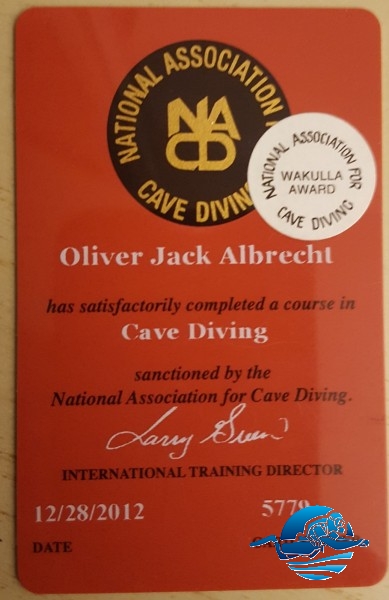 NATIONAL ASSOCIATION
NACD
CAVE DIVING
NATIONAL ASSOCIATION FOR
WAKULLA
AWARD
CAVE DIVING
Oliver Jack Albrecht
has satisfactorily completed a course in
Cave Diving
sanctioned by the
National Association for Cave Diving.
Larry Green
INTERNATIONAL TRAINING DIRECTOR
12/28/2012 5779
DATE